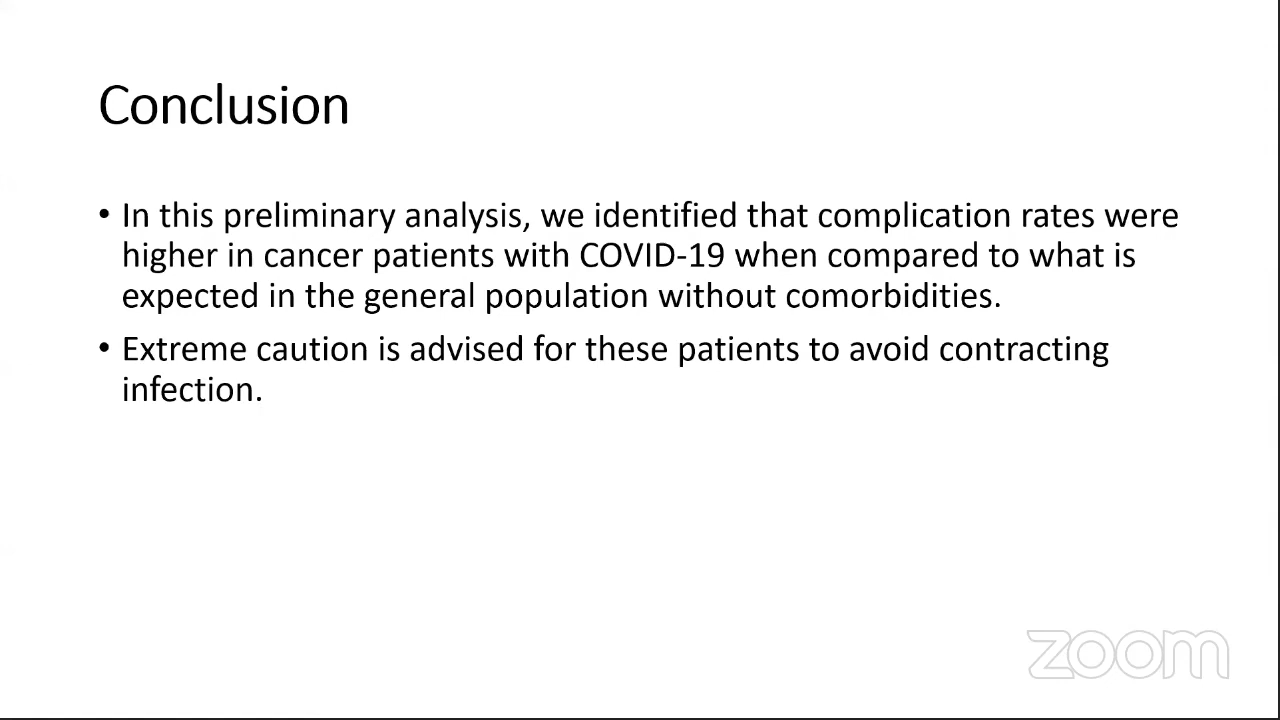 Conclusion
• In this preliminary analysis, we identified that complication rates were
higher in cancer patients with COVID-19 when compared to what is
expected in the general population without comorbidities.
• Extreme caution is advised for these patients to avoid contracting
infection.
zoom